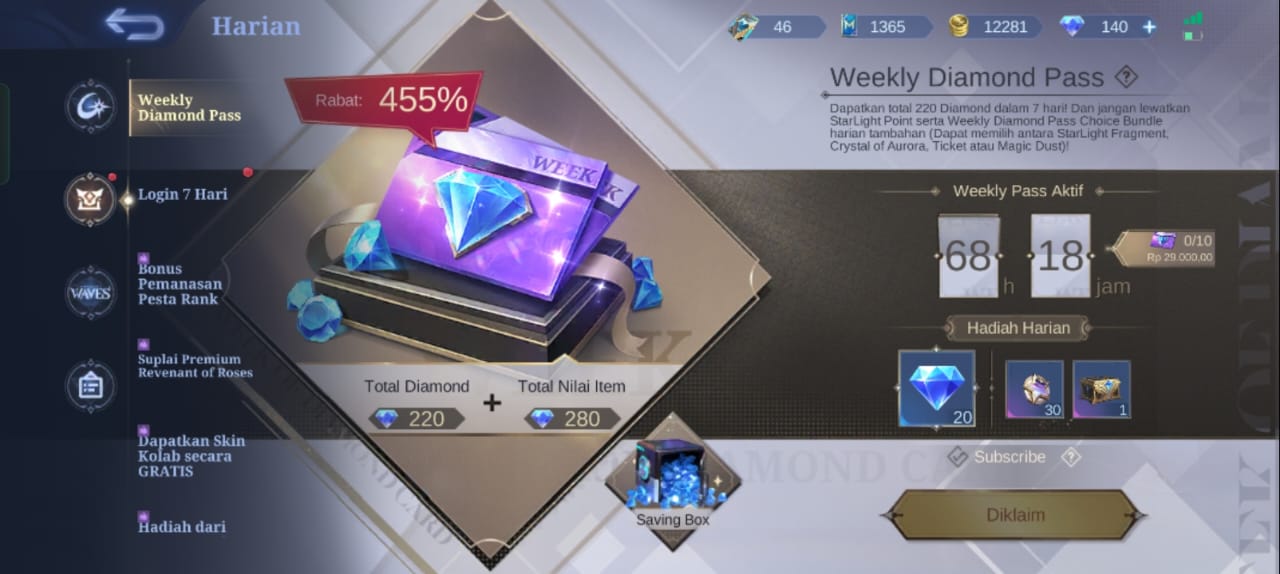 Harian
46
1365
12281
140
+
Weekly
Diamond Pass
Login 7 Hari
WAVES
Bonus
Pemanasan
Pesta Rank
Suplai Premium
Revenant of Roses
Dapatkan Skin
Kolab secara
GRATIS
Hadiah dari
Rabat: 455%
WEEK
Total Diamond
220
+
Total Nilai Item
280
Saving Box
Weekly Diamond Pass ?
Dapatkan total 220 Diamond dalam 7 hari! Dan jangan lewatkan
StarLight Point serta Weekly Diamond Pass Choice Bundle
harian tambahan (Dapat memilih antara StarLight Fragment,
Crystal of Aurora, Ticket atau Magic Dust)!
Weekly Pass Aktif
68 h 18 jam
0/10
Rp 29.000,00
Hadiah Harian
20
30
1
Subscribe ?
Diklaim